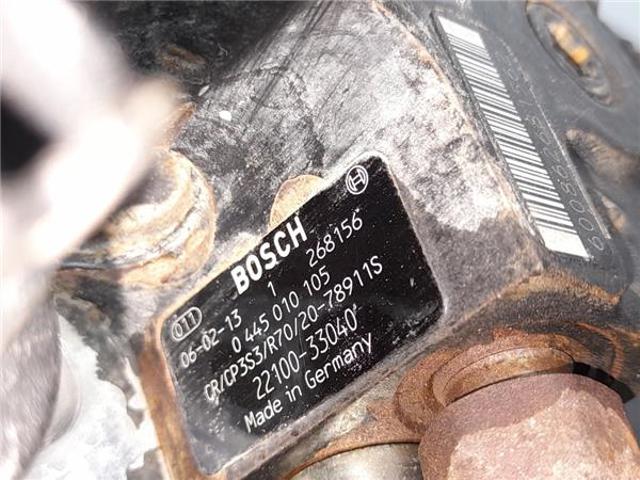 BOSCH
011
06-02-13 1 268156
0 445 010 105
CR/CP3S3/R70/20-78911S
22100-33040
Made in Germany